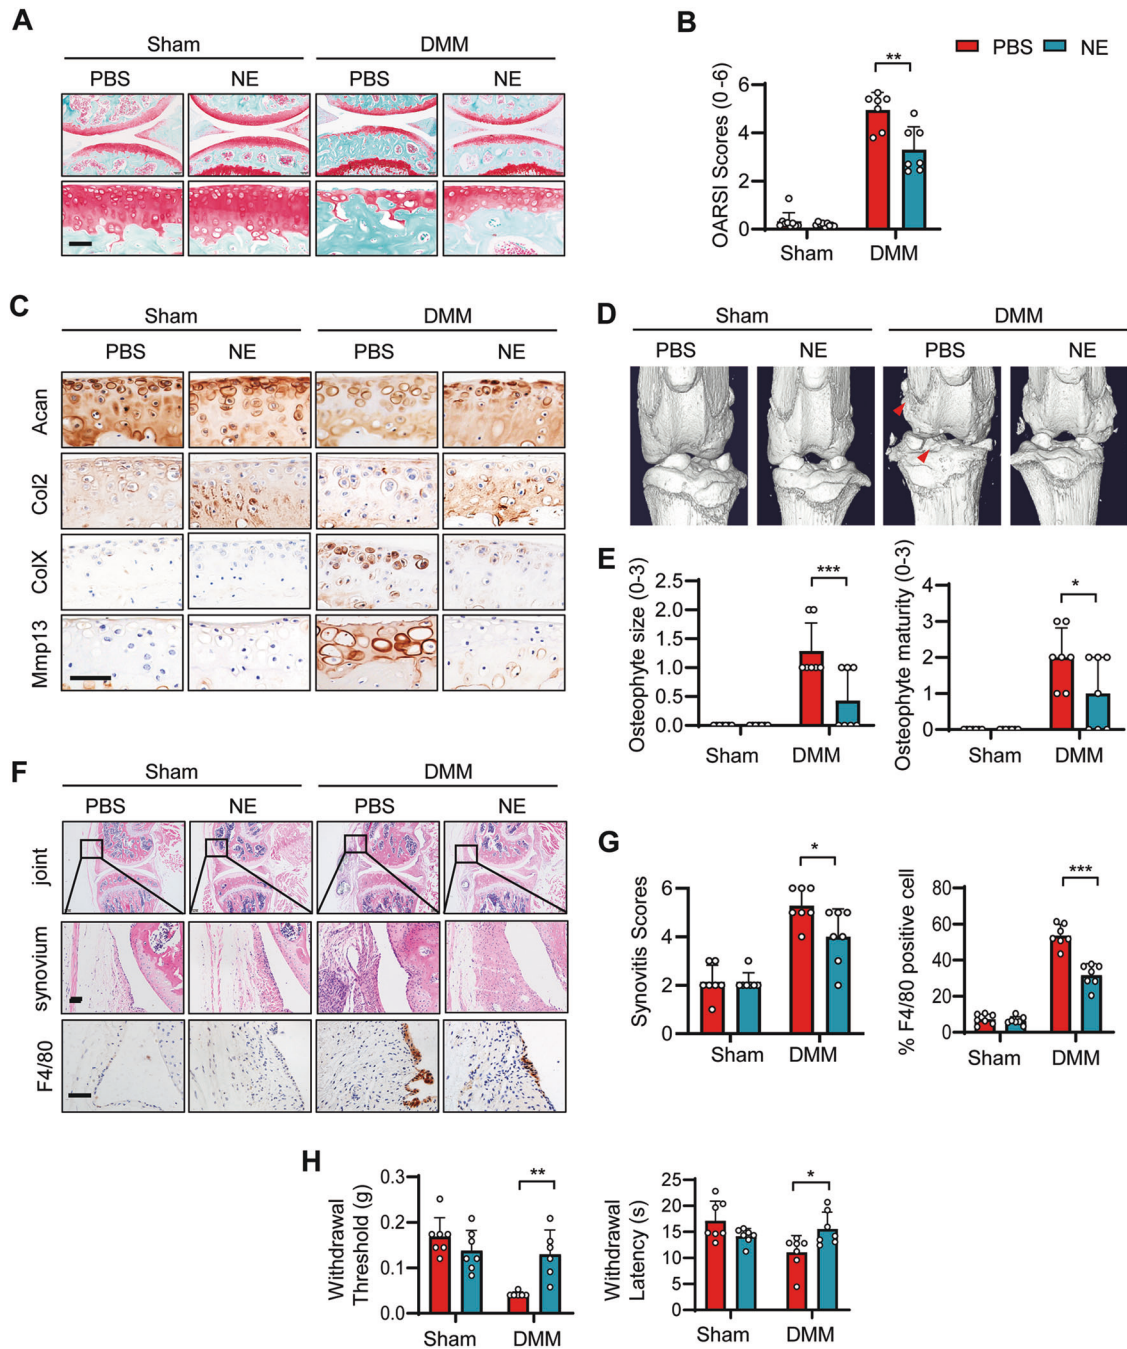 A
Sham DMM
PBS NE PBS NE
B
PBS NE
OARSI Scores (0 -6)
6
4
2
0
**
Sham DMM
C
Sham DMM
PBS NE PBS NE
Acan
Col2
ColX
Mmp13
D
Sham DMM
PBS NE PBS NE
E
Osteophyte size (0-3)
2.5
2.0
1.5
1.0
0.5
0.0
***
Sham DMM
Osteophyte maturity (0-3)
4
3
2
1
0
*
Sham DMM
F
Sham DMM
PBS NE PBS NE
joint
synovium
F4/80
G
Synovitis Scores
6
4
2
0
*
Sham DMM
% F4/80 positive cell
80
60
40
20
0
***
Sham DMM
H
Withdrawal
Threshold (g)
0.3
0.2
0.1
0.0
**
Sham DMM
Withdrawal
Latency (s)
25
20
15
10
5
0
*
Sham DMM